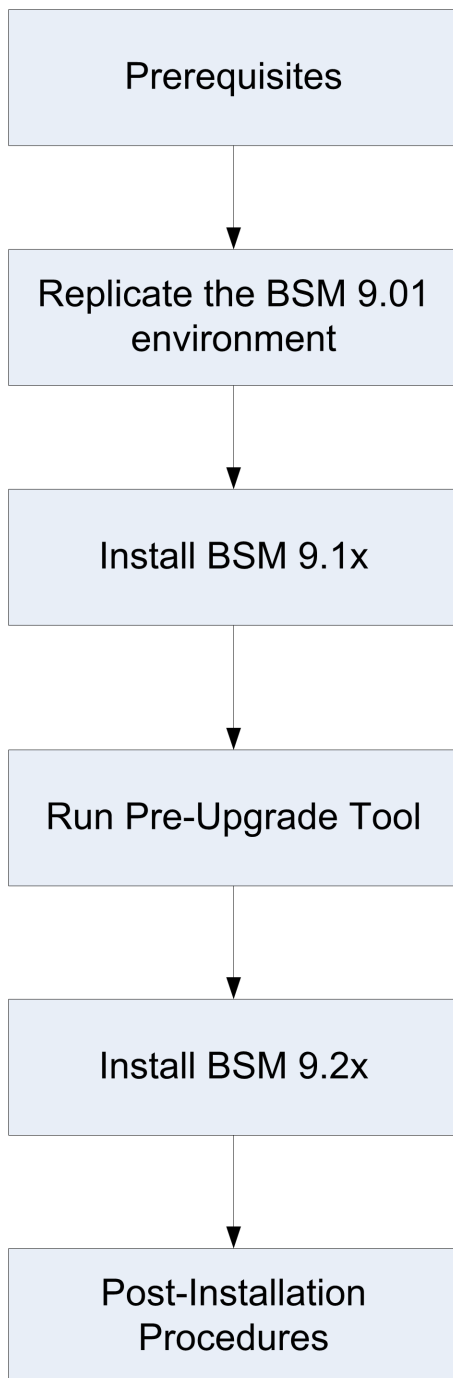 Prerequisites
Replicate the BSM 9.01
environment
Install BSM 9.1x
Run Pre-Upgrade Tool
Install BSM 9.2x
Post-Installation
Procedures